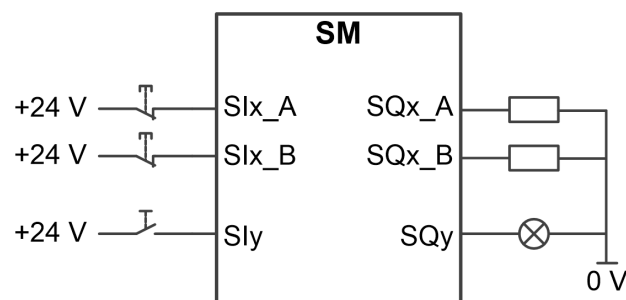 SM
+24 V SIx_A SQx_A
+24 V SIx_B SQx_B
+24 V SIy SQy
0 V